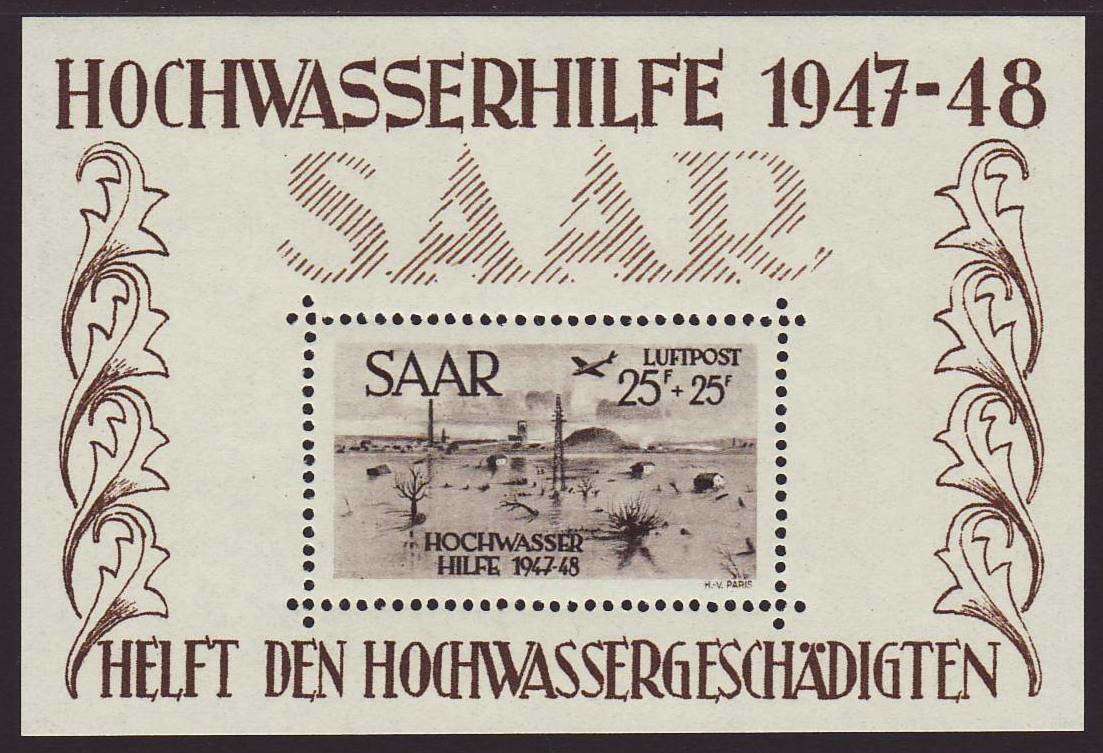 HOCHWASSERHILFE 1947-48
SAAR
SAAR
LUFTPOST
25F + 25F
HOCHWASSER
HILFE 1947-48
H.-V. PARIS
HELFT DEN HOCHWASSERGESCHÄDIGTEN